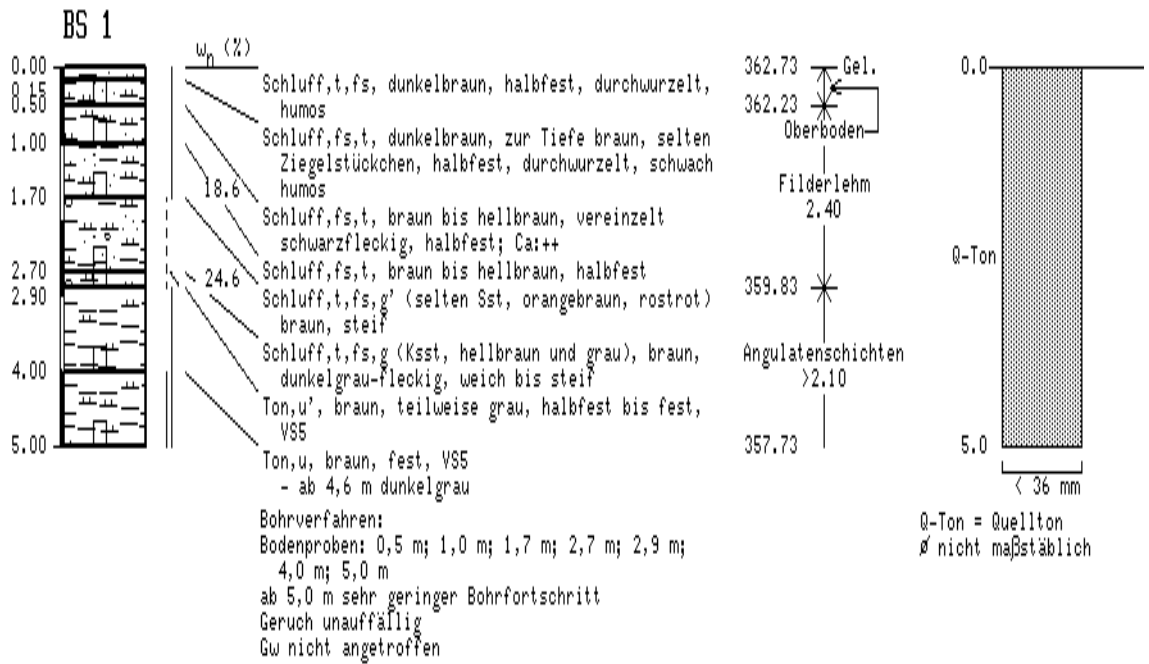 BS 1
w_n (%)
0.00
0.15
0.50
1.00
1.70
2.70
2.90
4.00
5.00
18.6
24.6
Schluff,t,fs, dunkelbraun, halbfest, durchwurzelt,
humos
Schluff,fs,t, dunkelbraun, zur Tiefe braun, selten
Ziegelstückchen, halbfest, durchwurzelt, schwach
humos
Schluff,fs,t, braun bis hellbraun, vereinzelt
schwarzfleckig, halbfest; Ca:++
Schluff,fs,t, braun bis hellbraun, halbfest
Schluff,t,fs,g' (selten Sst, orangebraun, rostrot)
braun, steif
Schluff,t,fs,g (Ksst, hellbraun und grau), braun,
dunkelgrau-fleckig, weich bis steif
Ton,u', braun, teilweise grau, halbfest bis fest,
VS5
Ton,u, braun, fest, VS5
- ab 4,6 m dunkelgrau
Bohrverfahren:
Bodenproben: 0,5 m; 1,0 m; 1,7 m; 2,7 m; 2,9 m;
4,0 m; 5,0 m
ab 5,0 m sehr geringer Bohrfortschritt
Geruch unauffällig
Gw nicht angetroffen
362.73 Gel.
362.23
Oberboden
Filderlehm
2.40
359.83
Angulatenschichten
>2.10
357.73
0.0
Q-Ton
5.0
< 36 mm
Q-Ton = Quellton
Ø nicht maßstäblich